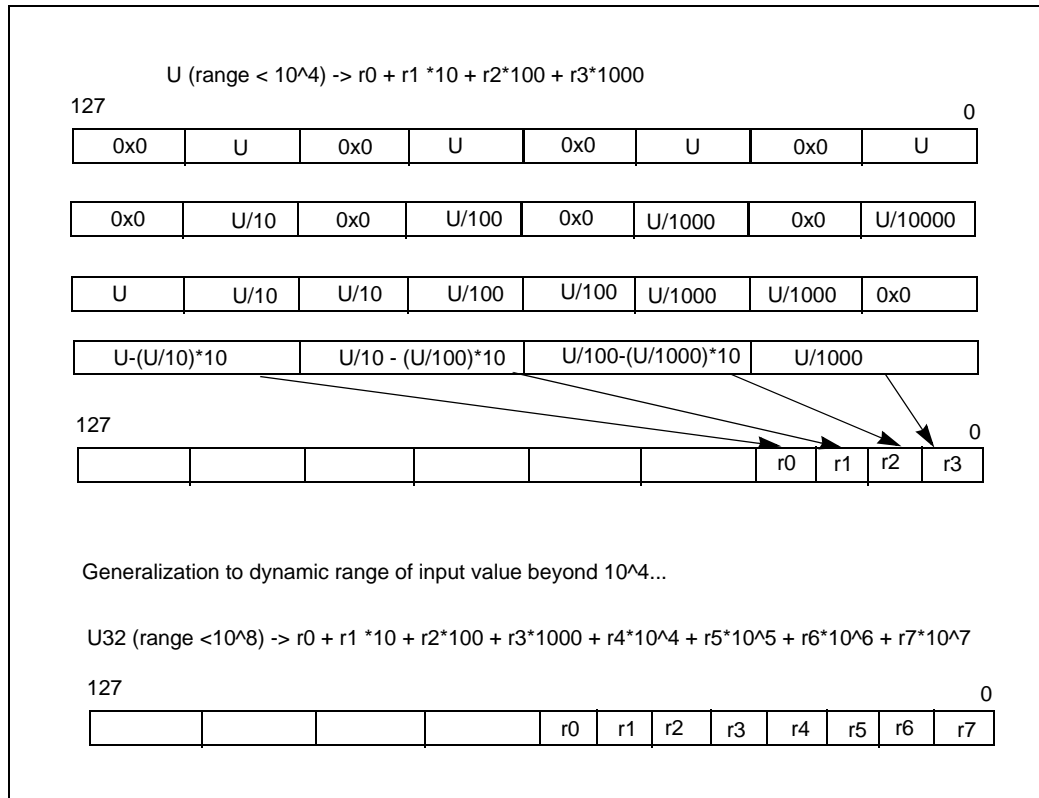 U (range < 10^4) -> r0 + r1 *10 + r2*100 + r3*1000
127 0
0x0 U 0x0 U 0x0 U 0x0 U
0x0 U/10 0x0 U/100 0x0 U/1000 0x0 U/10000
U U/10 U/10 U/100 U/100 U/1000 U/1000 0x0
U-(U/10)*10 U/10 - (U/100)*10 U/100-(U/1000)*10 U/1000
127 0
r0 r1 r2 r3
Generalization to dynamic range of input value beyond 10^4...
U32 (range <10^8) -> r0 + r1 *10 + r2*100 + r3*1000 + r4*10^4 + r5*10^5 + r6*10^6 + r7*10^7
127 0
r0 r1 r2 r3 r4 r5 r6 r7